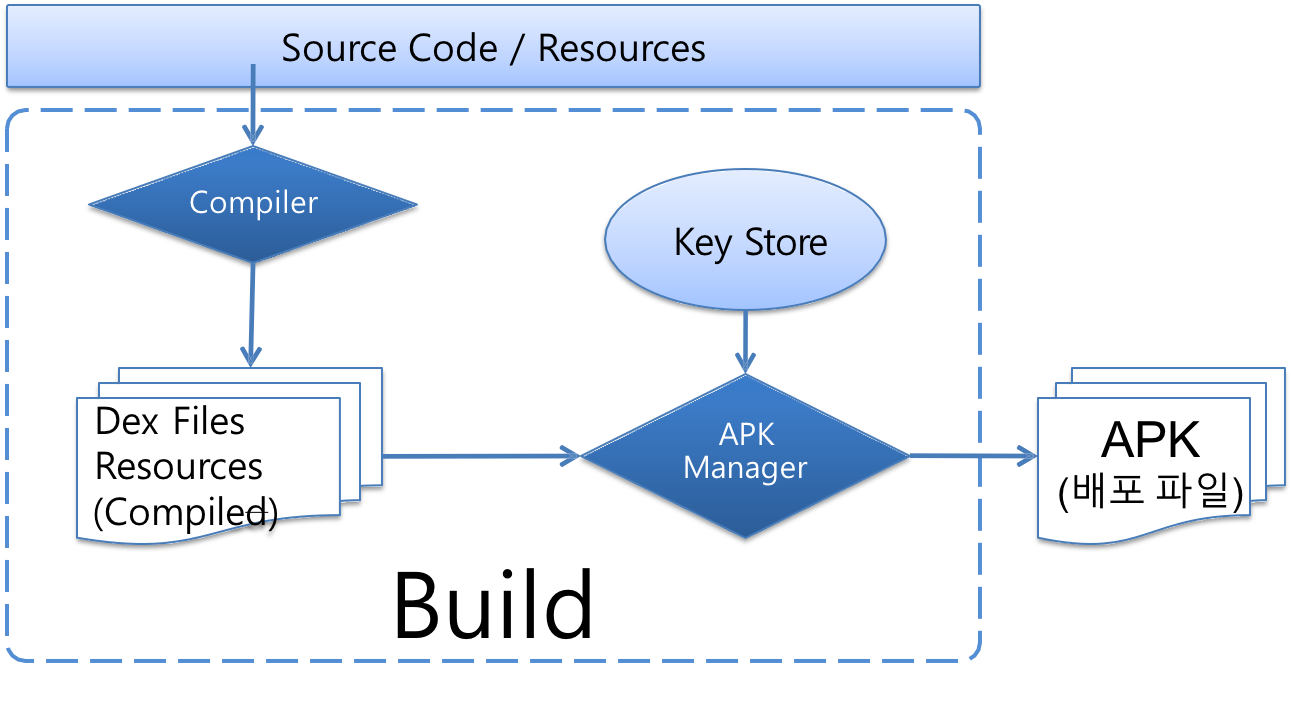 Source Code / Resources
Compiler
Key Store
Dex Files
Resources
(Compiled)
APK
Manager
APK
(배포 파일)
Build